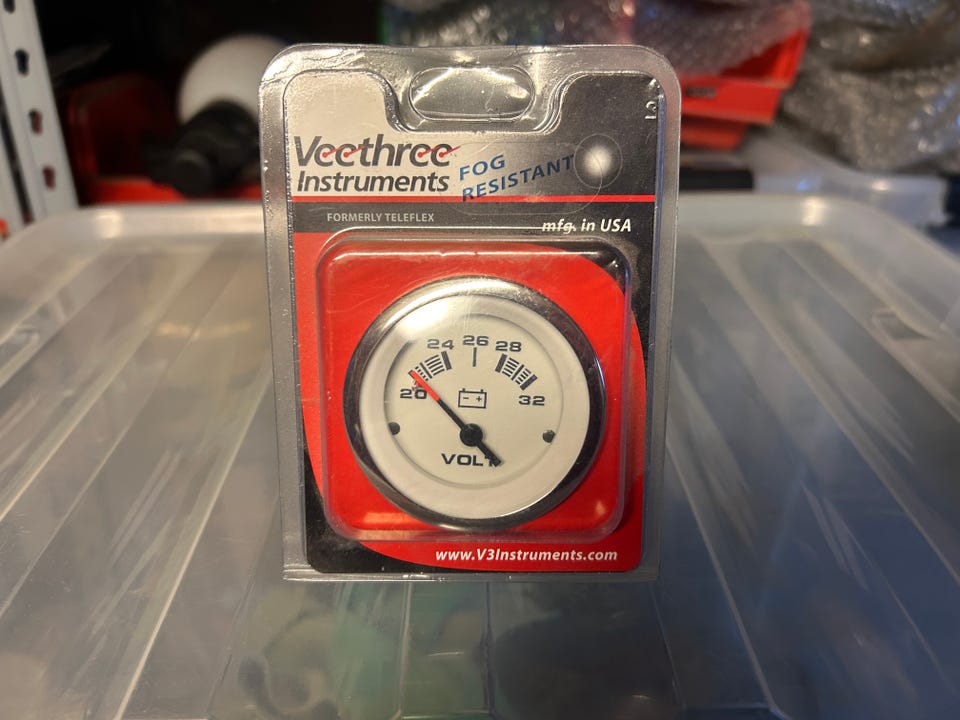 Veethree
Instruments
FOG
RESISTANT
FORMERLY TELEFLEX
mfg. in USA
24 26 28
20 32
- +
VOLT
www.V3Instruments.com